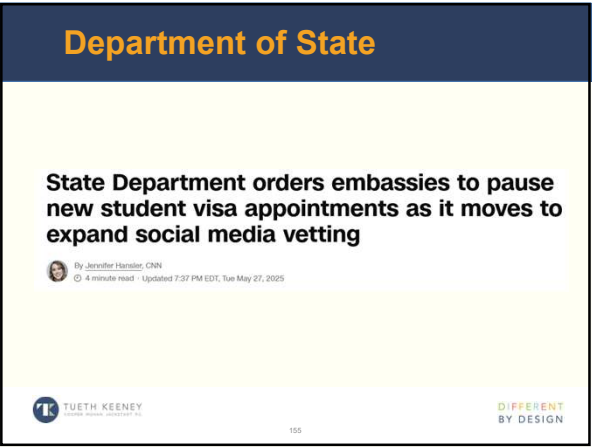 Department of State
State Department orders embassies to pause
new student visa appointments as it moves to
expand social media vetting
By Jennifer Hansler, CNN
4 minute read · Updated 7:37 PM EDT, Tue May 27, 2025
TK TUETH KEENEY
DIFFERENT
BY DESIGN
155